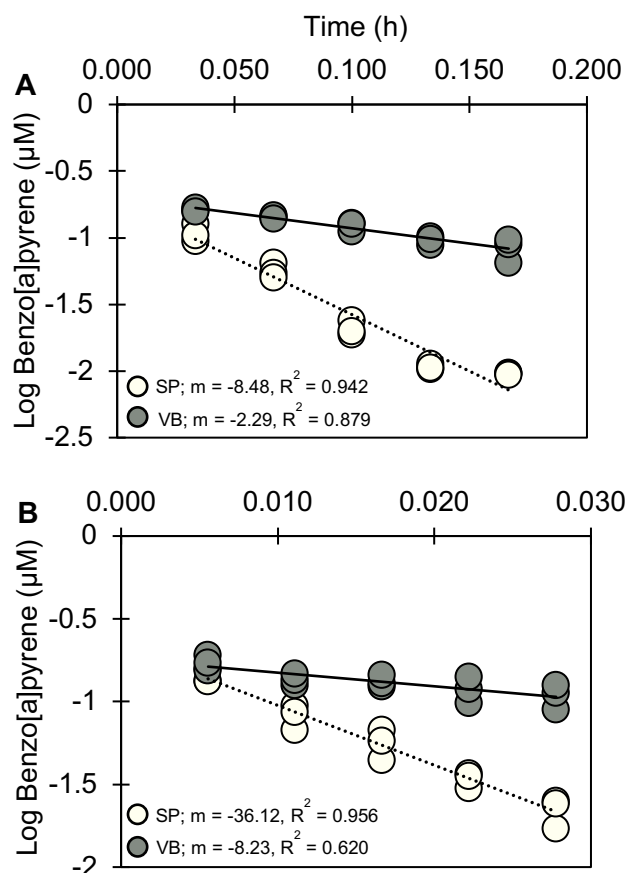 Time (h)
0.000 0.050 0.100 0.150 0.200
A
0
-0.5
-1
-1.5
-2
-2.5
Log Benzo[a]pyrene (μM)
SP; m = -8.48, R² = 0.942
VB; m = -2.29, R² = 0.879
0.000 0.010 0.020 0.030
B
0
-0.5
-1
-1.5
-2
Log Benzo[a]pyrene (μM)
SP; m = -36.12, R² = 0.956
VB; m = -8.23, R² = 0.620